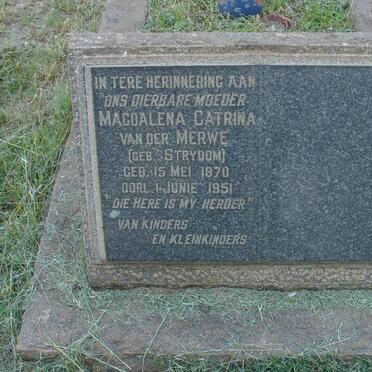 IN TERE HERINNERING AAN
ONS DIERBARE MOEDER
MAGDALENA CATRINA
VAN DER MERWE
(GEB. STRYDOM)
GEB. 15 MEI 1870
OORL. 1 JUNIE 1951
"DIE HERE IS MY HERDER"
VAN KINDERS
EN KLEINKINDERS